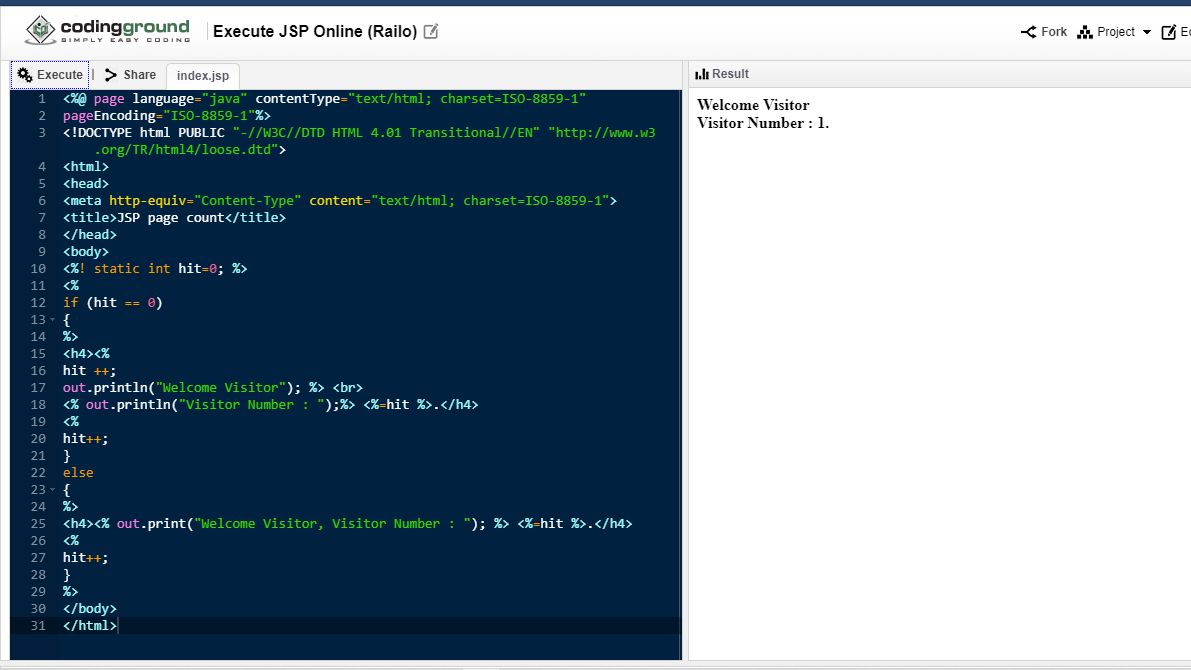 codingground
SIMPLY EASY CODING
Execute JSP Online (Railo)
Fork Project
Execute | Share index.jsp
Result
1 <%@ page language="java" contentType="text/html; charset=ISO-8859-1"
2 pageEncoding="ISO-8859-1"%>
3 <!DOCTYPE html PUBLIC "-//W3C//DTD HTML 4.01 Transitional//EN" "http://www.w3
.org/TR/html4/loose.dtd">
4 <html>
5 <head>
6 <meta http-equiv="Content-Type" content="text/html; charset=ISO-8859-1">
7 <title>JSP page count</title>
8 </head>
9 <body>
10 <%! static int hit=0; %>
11 <%
12 if (hit == 0)
13 {
14 %>
15 <h4><%
16 hit ++;
17 out.println("Welcome Visitor"); %> <br>
18 <% out.println("Visitor Number : ");%> <%=hit %>.</h4>
19 <%
20 hit++;
21 }
22 else
23 {
24 %>
25 <h4><% out.print("Welcome Visitor, Visitor Number : "); %> <%=hit %>.</h4>
26 <%
27 hit++;
28 }
29 %>
30 </body>
31 </html>
Welcome Visitor
Visitor Number : 1.